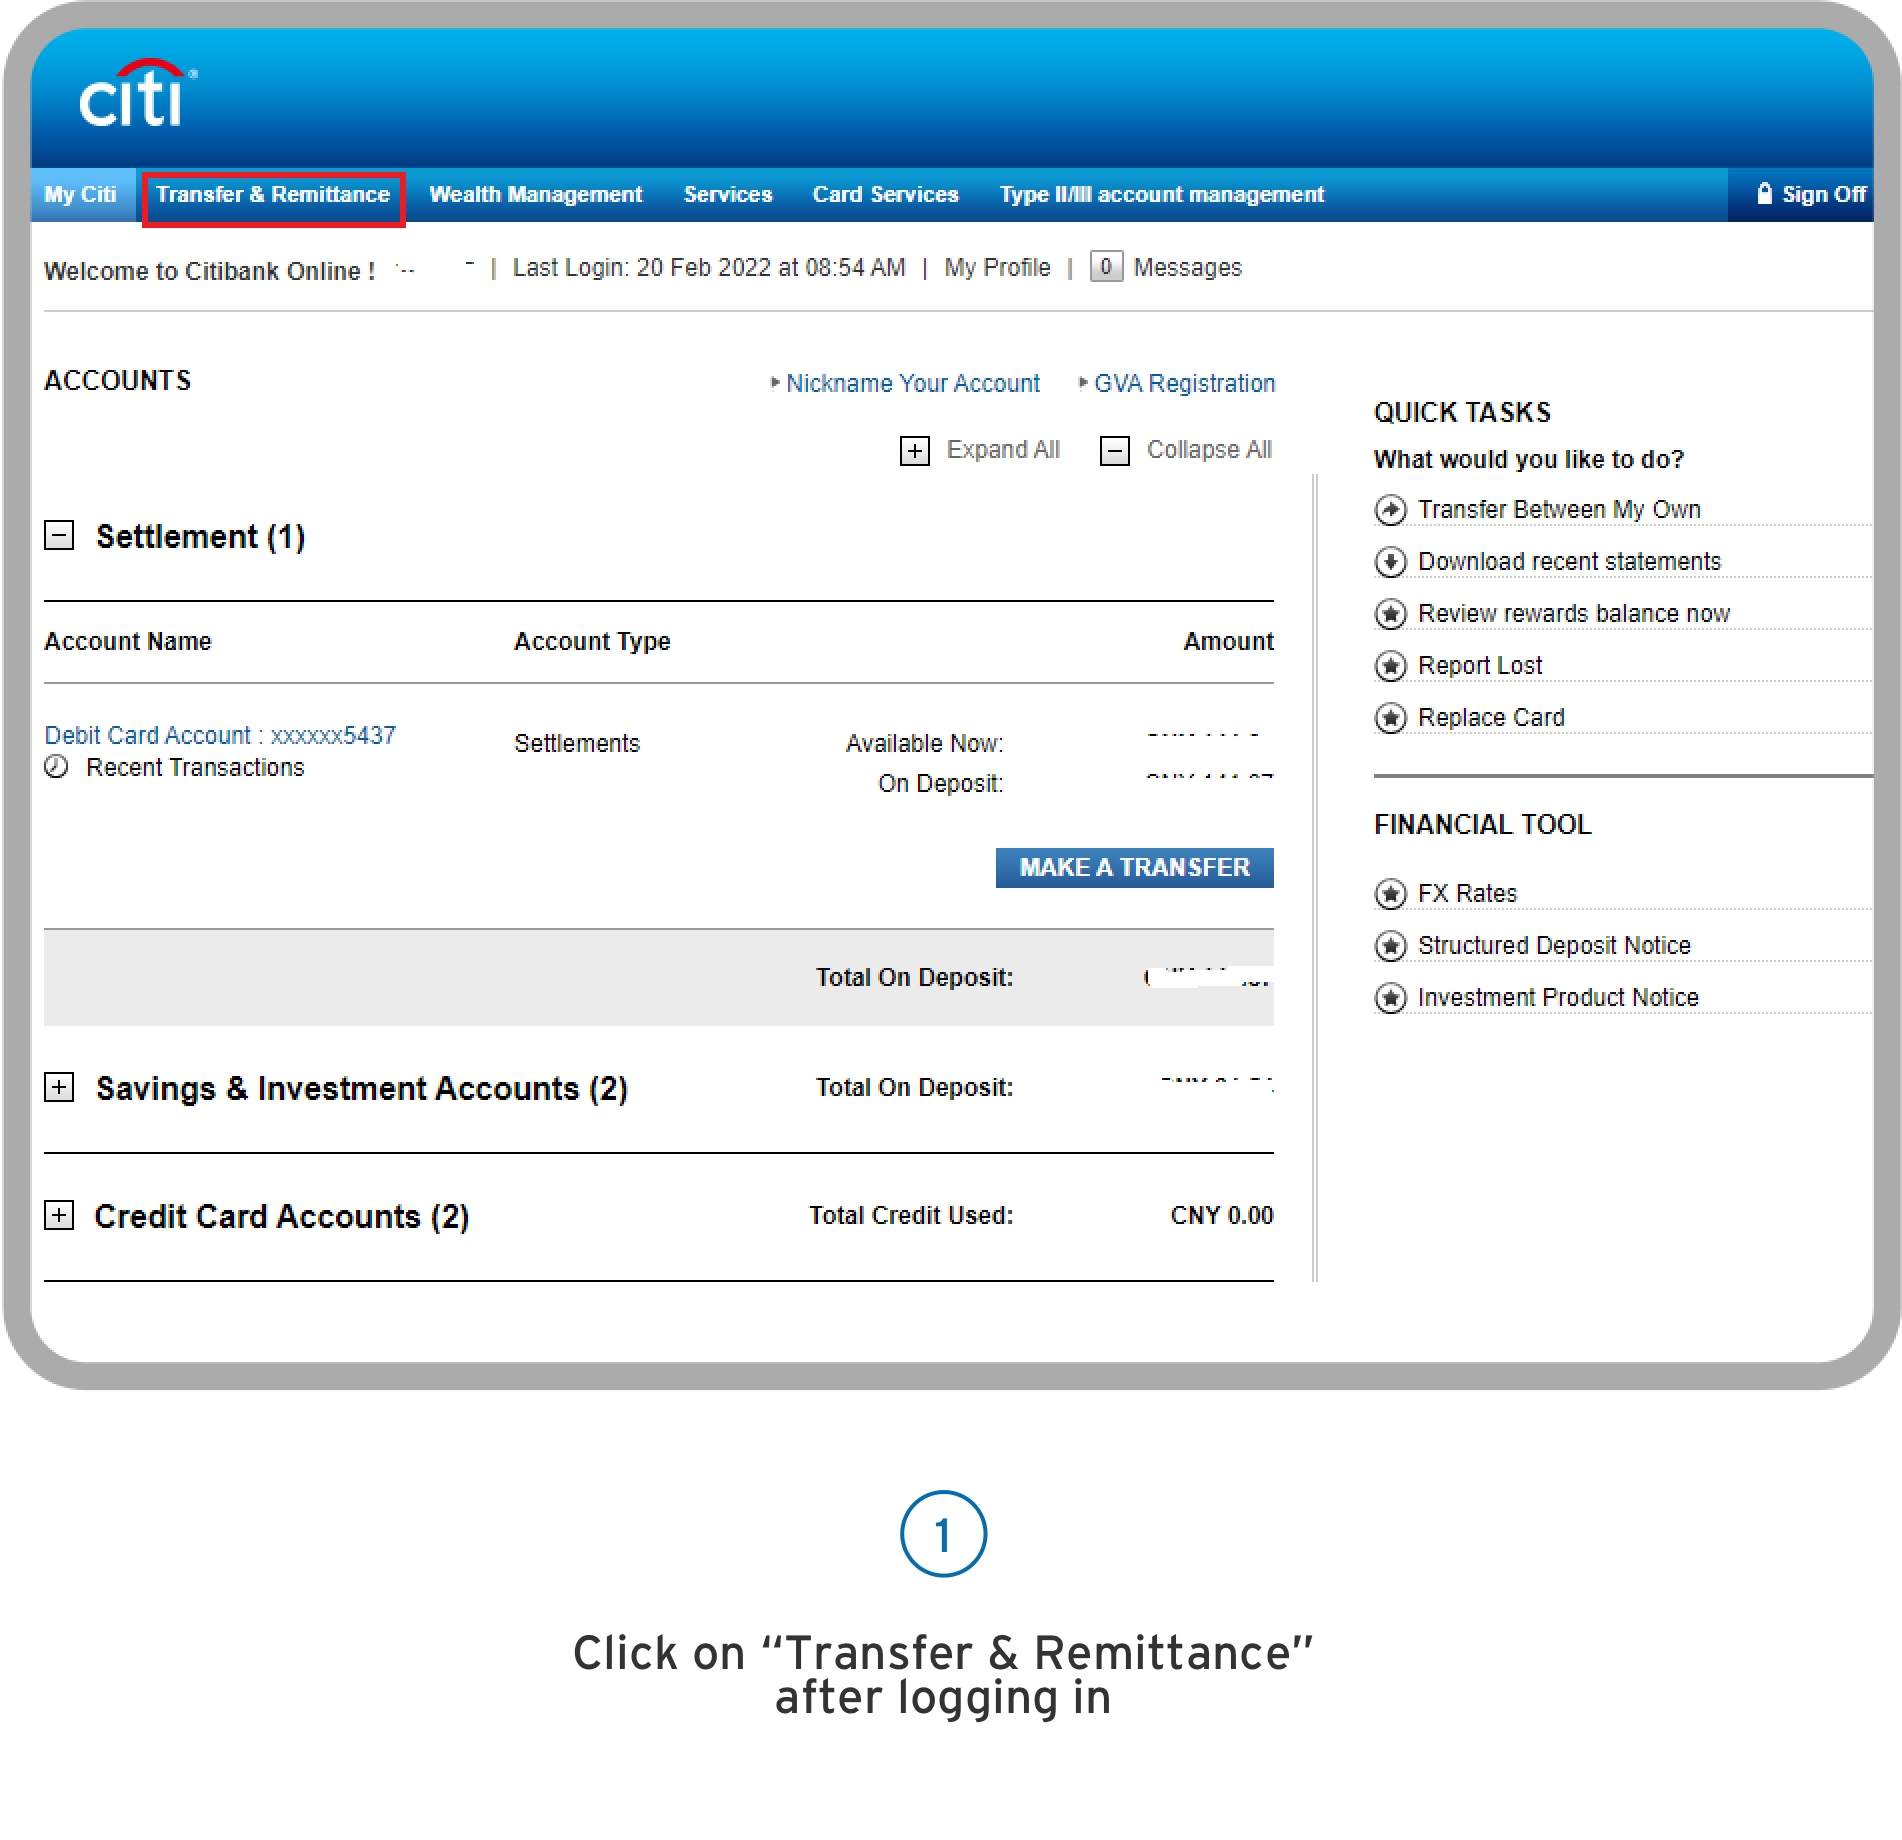 citi®
My Citi Transfer & Remittance Wealth Management Services Card Services Type II/III account management Sign Off
Welcome to Citibank Online ! | Last Login: 20 Feb 2022 at 08:54 AM | My Profile | 0 Messages
ACCOUNTS
Nickname Your Account GVA Registration
Expand All Collapse All
Settlement (1)
Account Name Account Type Amount
Debit Card Account : xxxxxx5437
Recent Transactions
Settlements
Available Now:
On Deposit:
MAKE A TRANSFER
Total On Deposit:
Savings & Investment Accounts (2) Total On Deposit:
Credit Card Accounts (2) Total Credit Used: CNY 0.00
QUICK TASKS
What would you like to do?
Transfer Between My Own
Download recent statements
Review rewards balance now
Report Lost
Replace Card
FINANCIAL TOOL
FX Rates
Structured Deposit Notice
Investment Product Notice
1
Click on “Transfer & Remittance”
after logging in